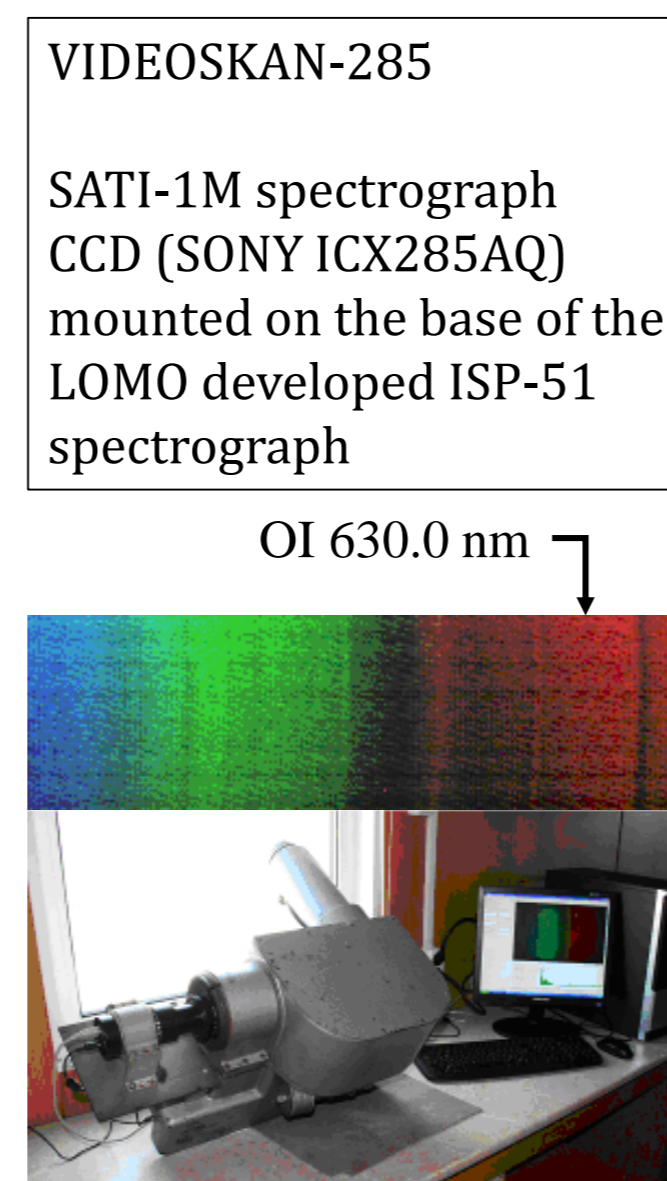 VIDEOSKAN-285
SATI-1M spectrograph
CCD (SONY ICX285AQ)
mounted on the base of the
LOMO developed ISP-51
spectrograph
OI 630.0 nm